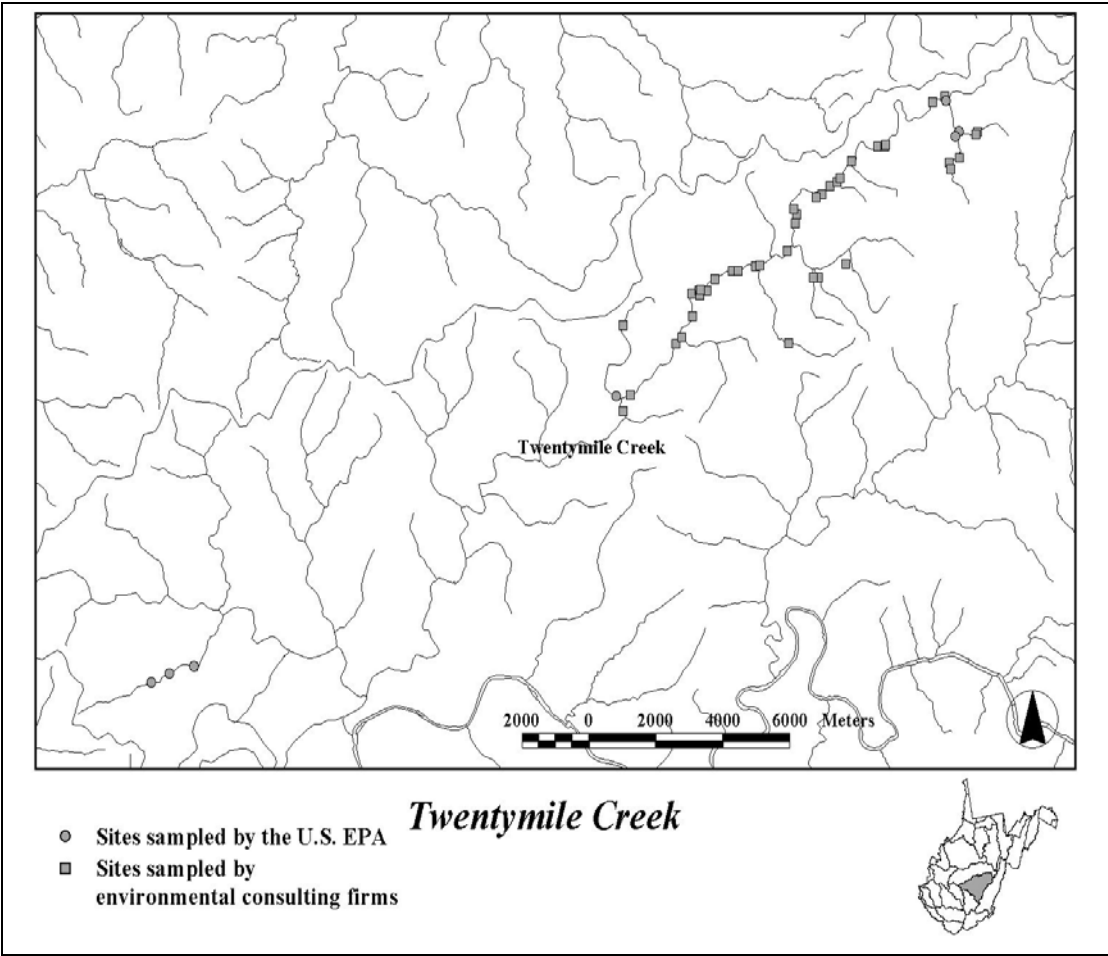 Twentymile Creek
2000 0 2000 4000 6000 Meters
Twentymile Creek
Sites sampled by the U.S. EPA
Sites sampled by
environmental consulting firms